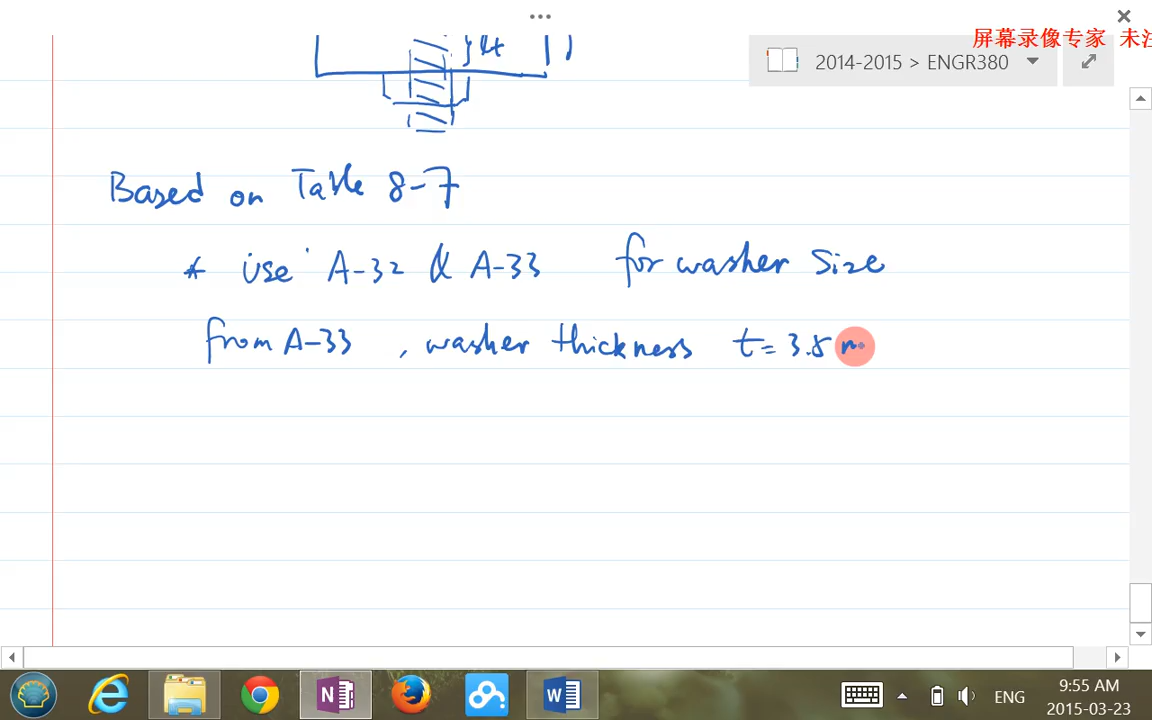 屏幕录像专家 未注
2014-2015 > ENGR380
Based on Table 8-7
* use A-32 & A-33 for washer size
from A-33 , washer thickness t = 3.5 m
ENG
9:55 AM
2015-03-23